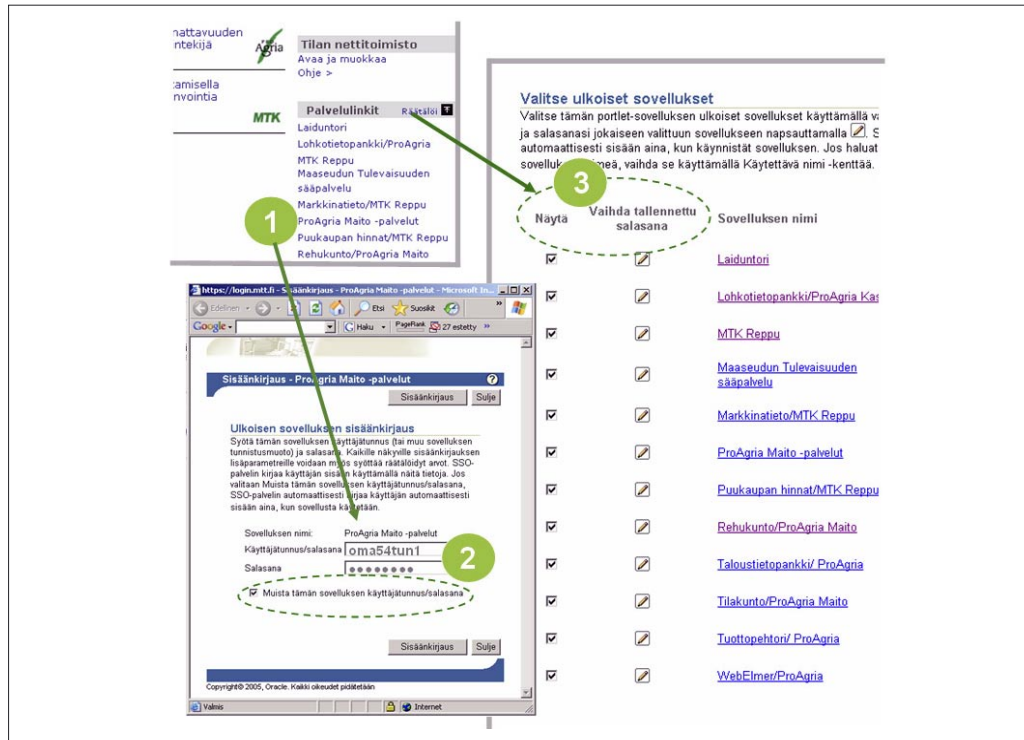 mattavuuden
ntekijä
Agria
Tilan nettitoimisto
Avaa ja muokkaa
Ohje >
tamisella
nvointia
MTK
Palvelulinkit Räätälöi
Laiduntori
Lohkotietopankki/ProAgria
MTK Reppu
Maaseudun Tulevaisuuden
sääpalvelu
Markkinatieto/MTK Reppu
ProAgria Maito -palvelut
Puukaupan hinnat/MTK Reppu
Rehukunto/ProAgria Maito
1
https://login.mtt.fi - Sisäänkirjaus - ProAgria Maito -palvelut - Microsoft In...
Edellinen Etsi Suosikit »
Google Haku PageRank 27 estetty »
Sisäänkirjaus - ProAgria Maito -palvelut ?
Sisäänkirjaus Sulje
Ulkoisen sovelluksen sisäänkirjaus
Syötä tämän sovelluksen käyttäjätunnus (tai muu sovelluksen
tunnistusmuoto) ja salasana. Kaikille näkyville sisäänkirjauksen
lisäparametreille voidaan myös syöttää räätälöidyt arvot. SSO-
palvelin kirjaa käyttäjän sisään käyttämällä näitä tietoja. Jos
valitaan Muista tämän sovelluksen käyttäjätunnus/salasana,
SSO-palvelin automaattisesti kirjaa käyttäjän automaattisesti
sisään aina, kun sovellusta käytetään.
Sovelluksen nimi: ProAgria Maito -palvelut
Käyttäjätunnus/salasana oma54tun1
2
Salasana
Muista tämän sovelluksen käyttäjätunnus/salasana
Sisäänkirjaus Sulje
Copyright© 2005, Oracle. Kaikki oikeudet pidätetään
Valmis Internet
Valitse ulkoiset sovellukset
Valitse tämän portlet-sovelluksen ulkoiset sovellukset käyttämällä va
ja salasanasi jokaiseen valittuun sovellukseen napsauttamalla . S
automaattisesti sisään aina, kun käynnistät sovelluksen. Jos haluat
vaihda se käyttämällä Käytettävä nimi -kenttää.
3
Näytä Vaihda tallennettu salasana Sovelluksen nimi
Laiduntori
Lohkotietopankki/ProAgria Kas
MTK Reppu
Maaseudun Tulevaisuuden
sääpalvelu
Markkinatieto/MTK Reppu
ProAgria Maito -palvelut
Puukaupan hinnat/MTK Reppu
Rehukunto/ProAgria Maito
Taloustietopankki/ ProAgria
Tilakunto/ProAgria Maito
Tuottopehtori/ ProAgria
WebElmer/ProAgria